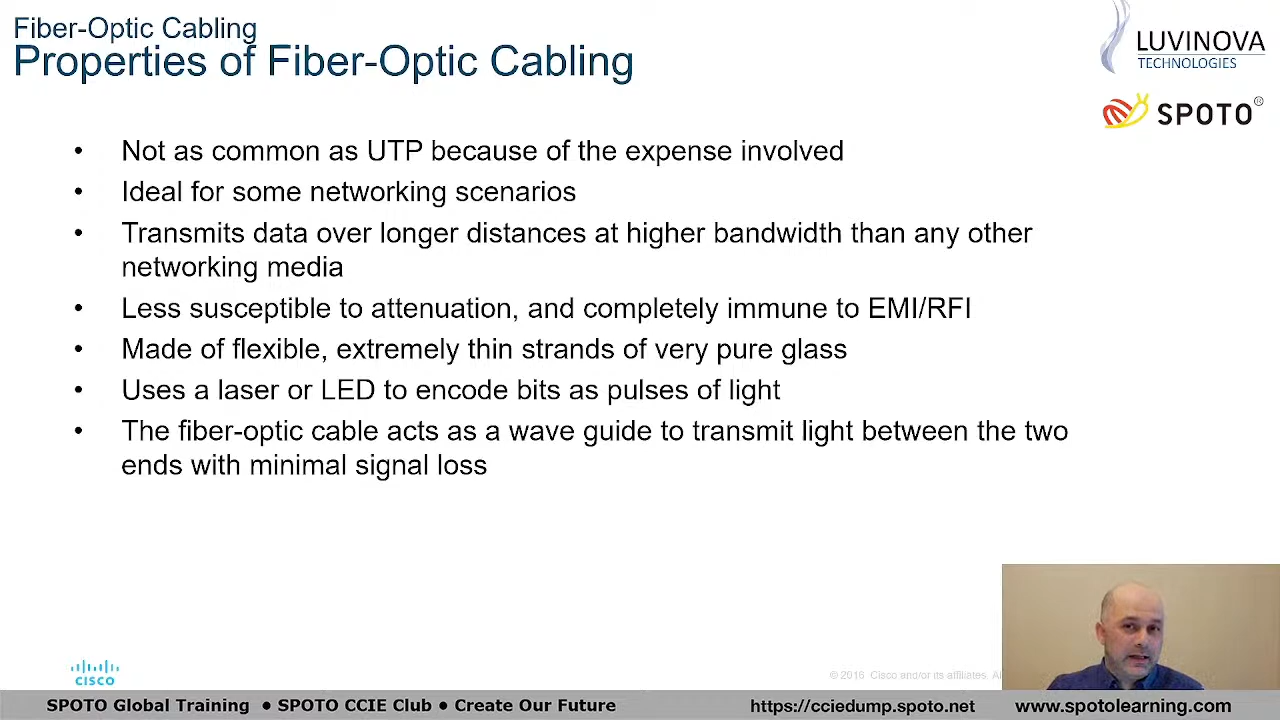 Fiber-Optic Cabling
Properties of Fiber-Optic Cabling
LUVINOVA
TECHNOLOGIES
SPOTO®
• Not as common as UTP because of the expense involved
• Ideal for some networking scenarios
• Transmits data over longer distances at higher bandwidth than any other
networking media
• Less susceptible to attenuation, and completely immune to EMI/RFI
• Made of flexible, extremely thin strands of very pure glass
• Uses a laser or LED to encode bits as pulses of light
• The fiber-optic cable acts as a wave guide to transmit light between the two
ends with minimal signal loss
CISCO
© 2016 Cisco and/or its affiliates. Al
SPOTO Global Training ● SPOTO CCIE Club ● Create Our Future
https://cciedump.spoto.net
www.spotolearning.com